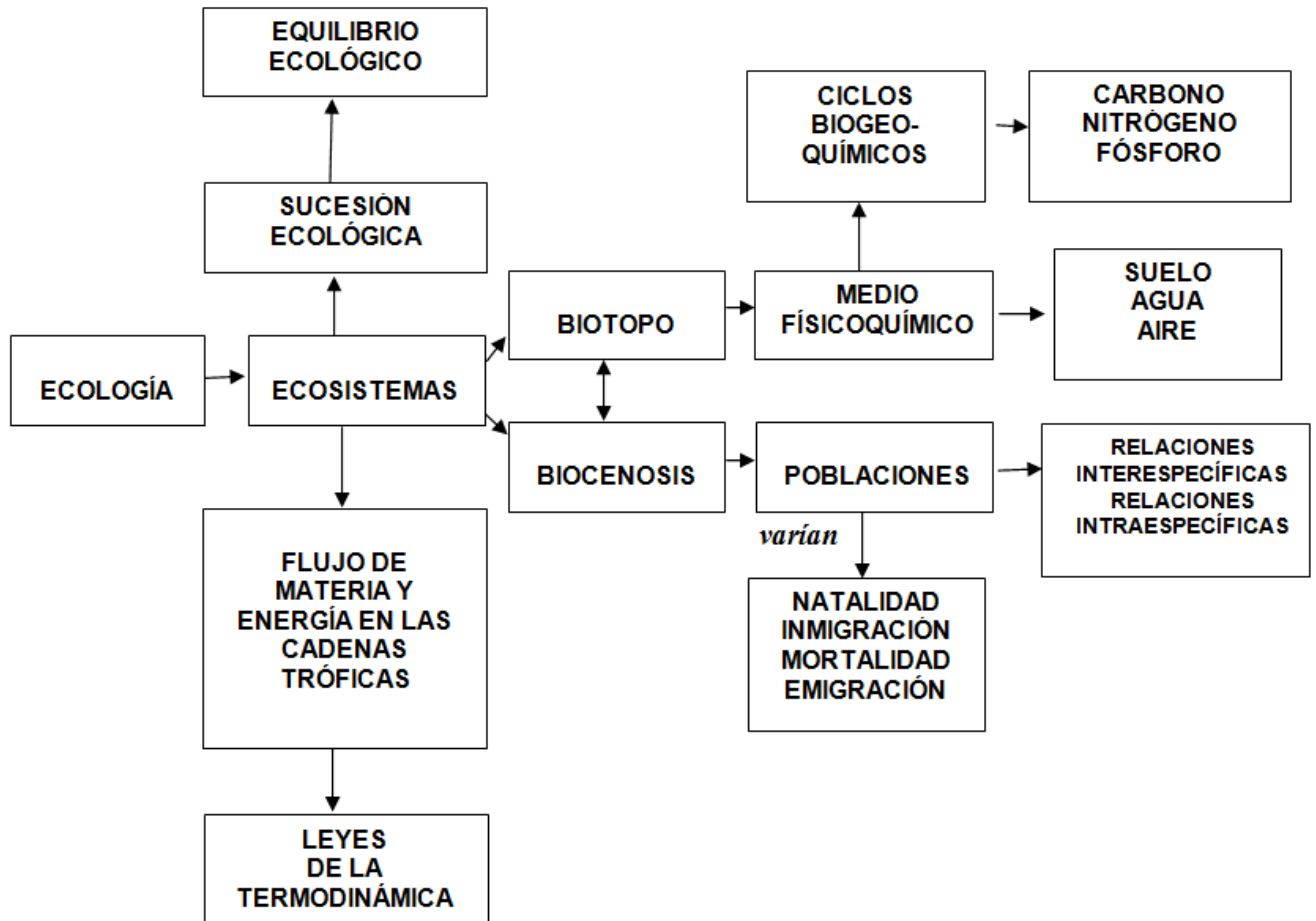 EQUILIBRIO
ECOLÓGICO
CICLOS
BIOGEO-
QUÍMICOS
CARBONO
NITRÓGENO
FÓSFORO
SUCESIÓN
ECOLÓGICA
SUELO
AGUA
AIRE
BIOTOPO
MEDIO
FÍSICOQUÍMICO
ECOLOGÍA
ECOSISTEMAS
BIOCENOSIS
POBLACIONES
RELACIONES
INTERESPECÍFICAS
RELACIONES
INTRAESPECÍFICAS
varían
FLUJO DE
MATERIA Y
ENERGÍA EN LAS
CADENAS
TRÓFICAS
NATALIDAD
INMIGRACIÓN
MORTALIDAD
EMIGRACIÓN
LEYES
DE LA
TERMODINÁMICA